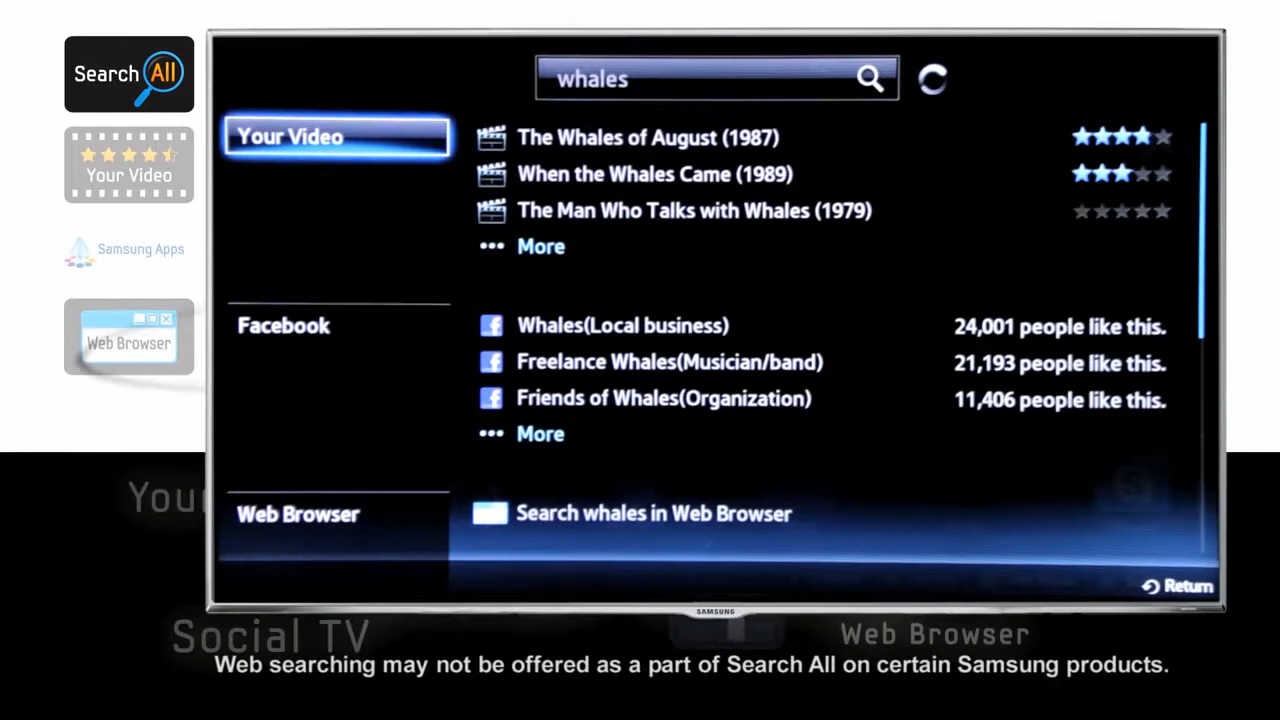 Search All
Your Video
Samsung Apps
Web Browser
whales
Your Video
The Whales of August (1987)
When the Whales Came (1989)
The Man Who Talks with Whales (1979)
••• More
Facebook
Whales(Local business)
24,001 people like this.
Freelance Whales(Musician/band)
21,193 people like this.
Friends of Whales(Organization)
11,406 people like this.
••• More
Web Browser
Search whales in Web Browser
Return
SAMSUNG
Your
Social TV
Web Browser
Web searching may not be offered as a part of Search All on certain Samsung products.